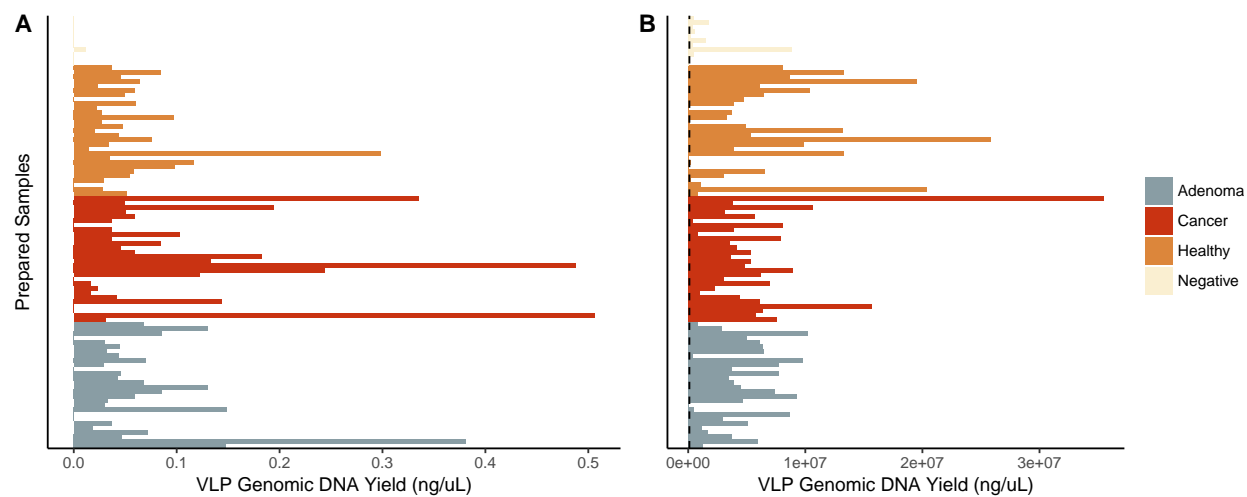 A
B
Prepared Samples
0.0 0.1 0.2 0.3 0.4 0.5
VLP Genomic DNA Yield (ng/uL)
0e+00 1e+07 2e+07 3e+07
VLP Genomic DNA Yield (ng/uL)
Adenoma
Cancer
Healthy
Negative